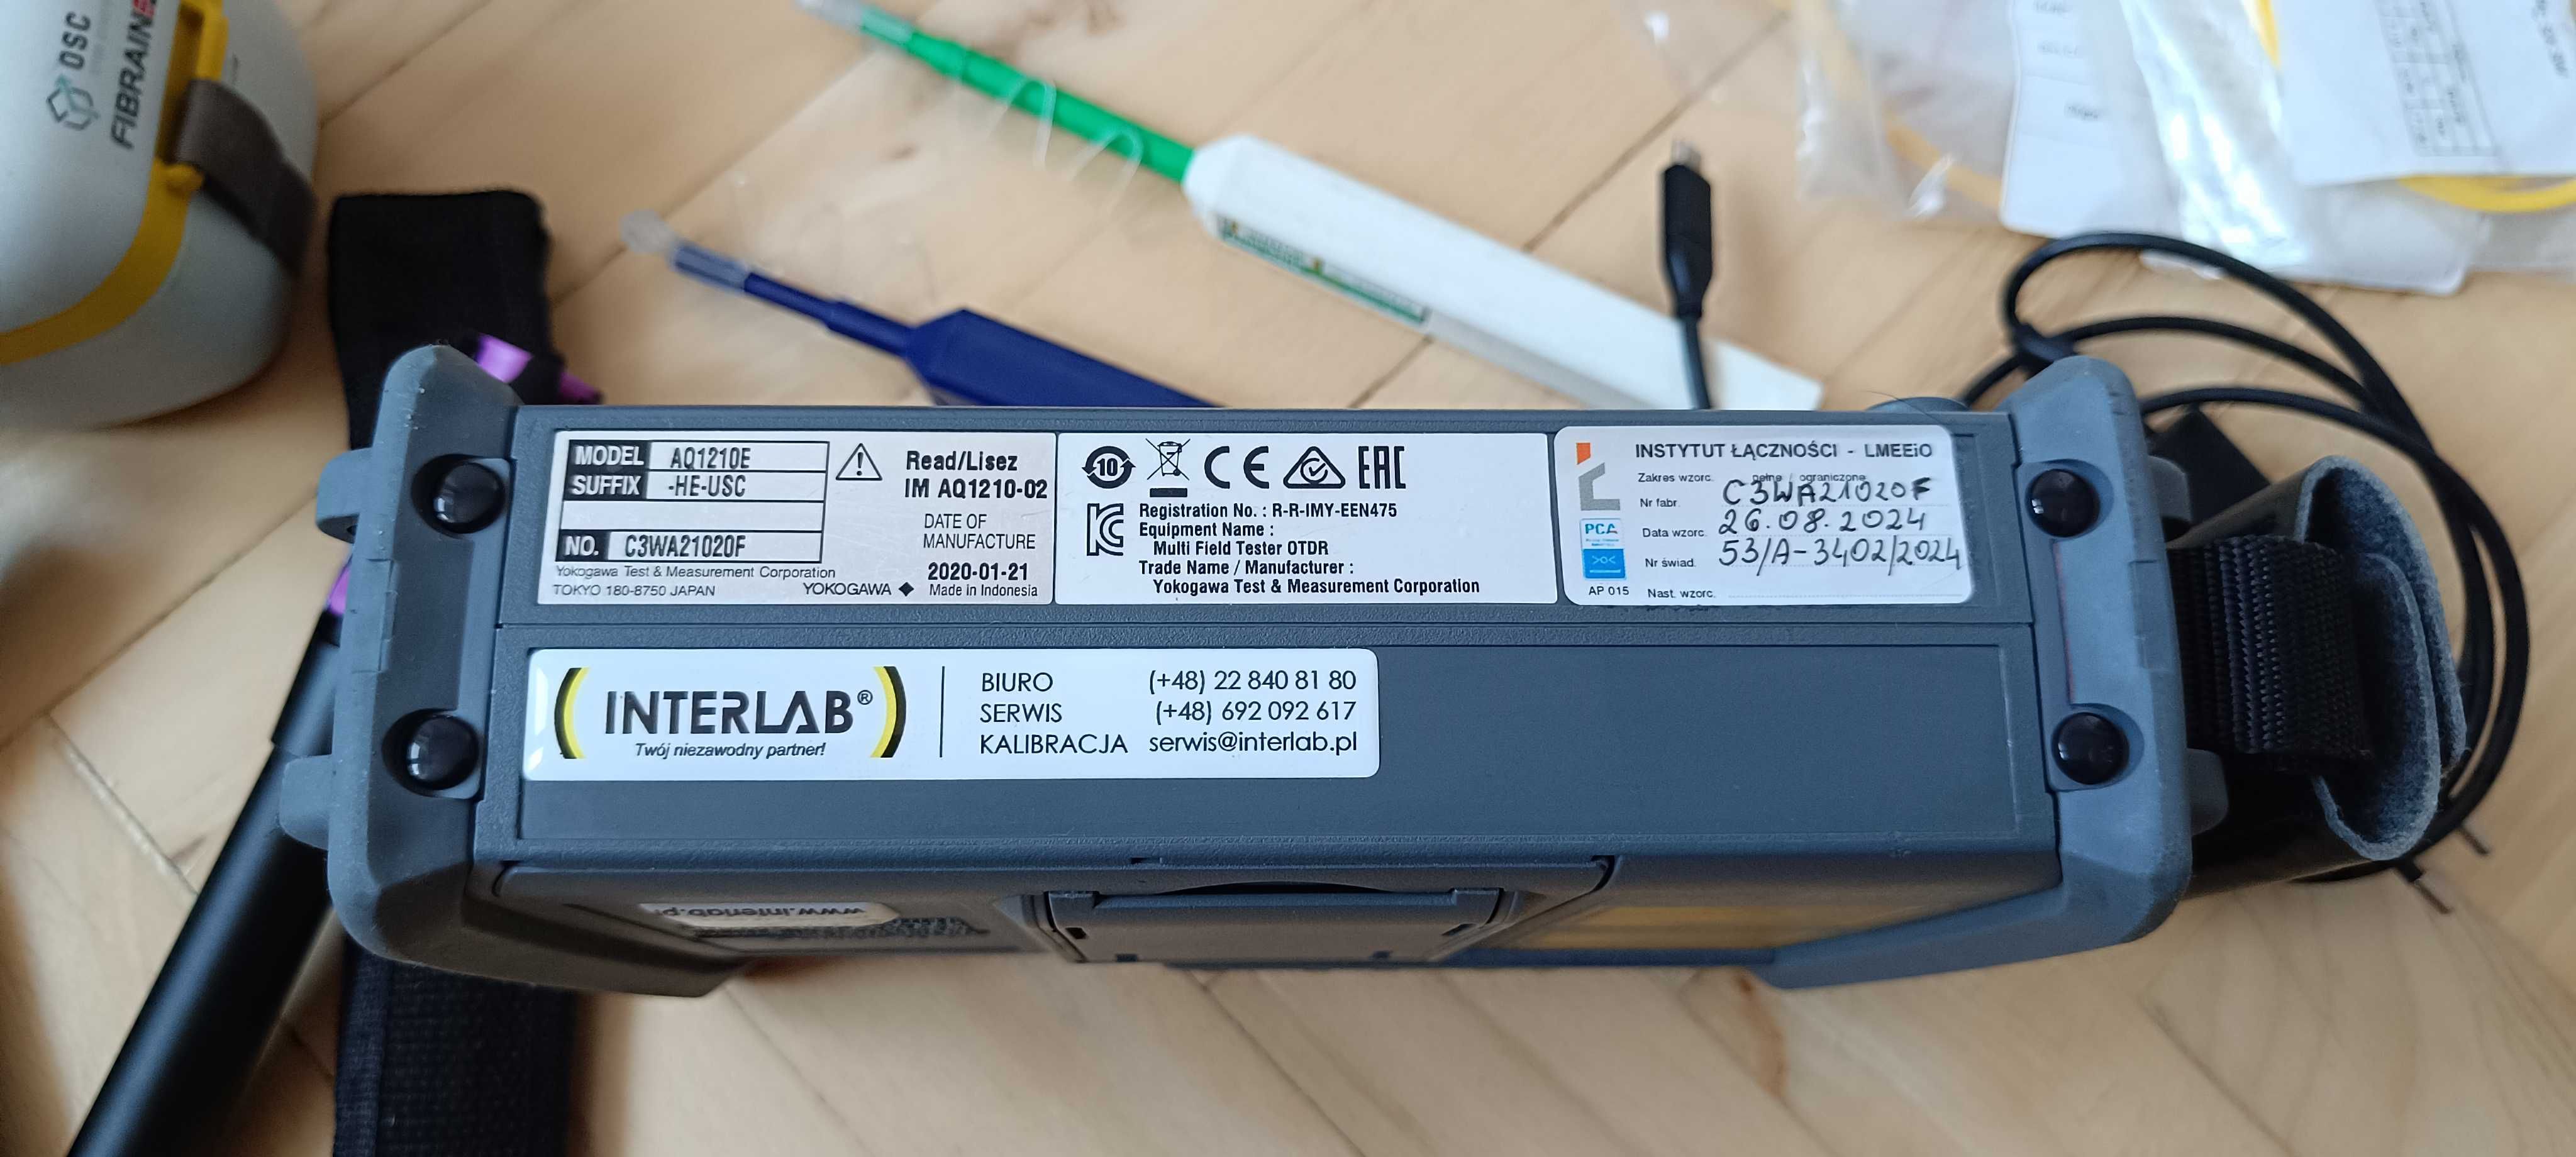 OSC
FIBRAIN
MODEL AQ1210E
SUFFIX -HE-USC
NO. C3WA21020F
Yokogawa Test & Measurement Corporation
TOKYO 180-8750 JAPAN
YOKOGAWA
Read/Lisez
IM AQ1210-02
DATE OF
MANUFACTURE
2020-01-21
Made in Indonesia
10
CE
EAC
Registration No. : R-R-IMY-EEN475
Equipment Name :
Multi Field Tester OTDR
Trade Name / Manufacturer :
Yokogawa Test & Measurement Corporation
INSTYTUT ŁĄCZNOŚCI - LMEEiO
Zakres wzorc. pełne / ograniczone
Nr fabr. C3WA21020F
Data wzorc. 26.08.2024
Nr świad. 53/A-3402/2024
Nast. wzorc.
PCA
AP 015
INTERLAB®
Twój niezawodny partner!
BIURO (+48) 22 840 81 80
SERWIS (+48) 692 092 617
KALIBRACJA serwis@interlab.pl
www.interlab.pl